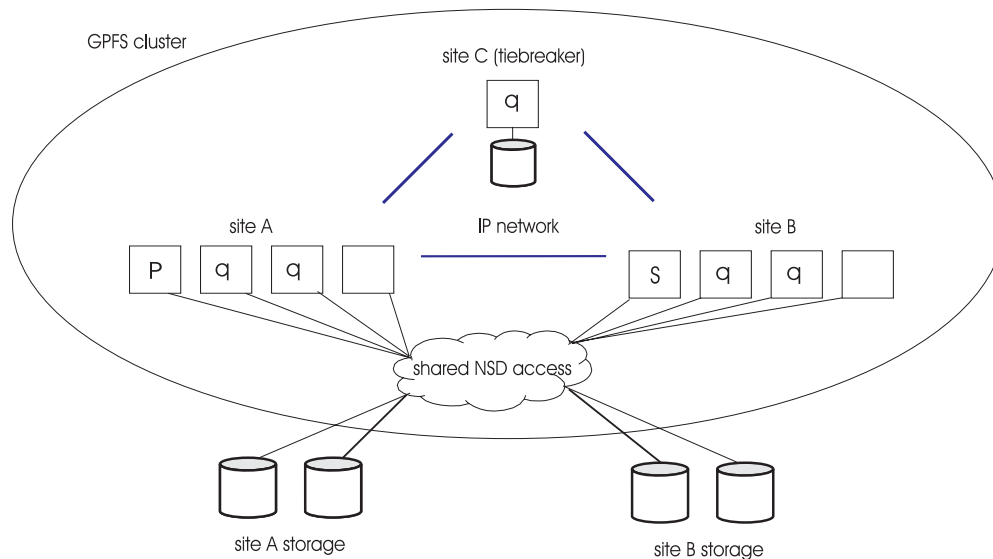 GPFS cluster
site C (tiebreaker)
q
site A
IP network
site B
P q q
S q q
shared NSD access
site A storage
site B storage